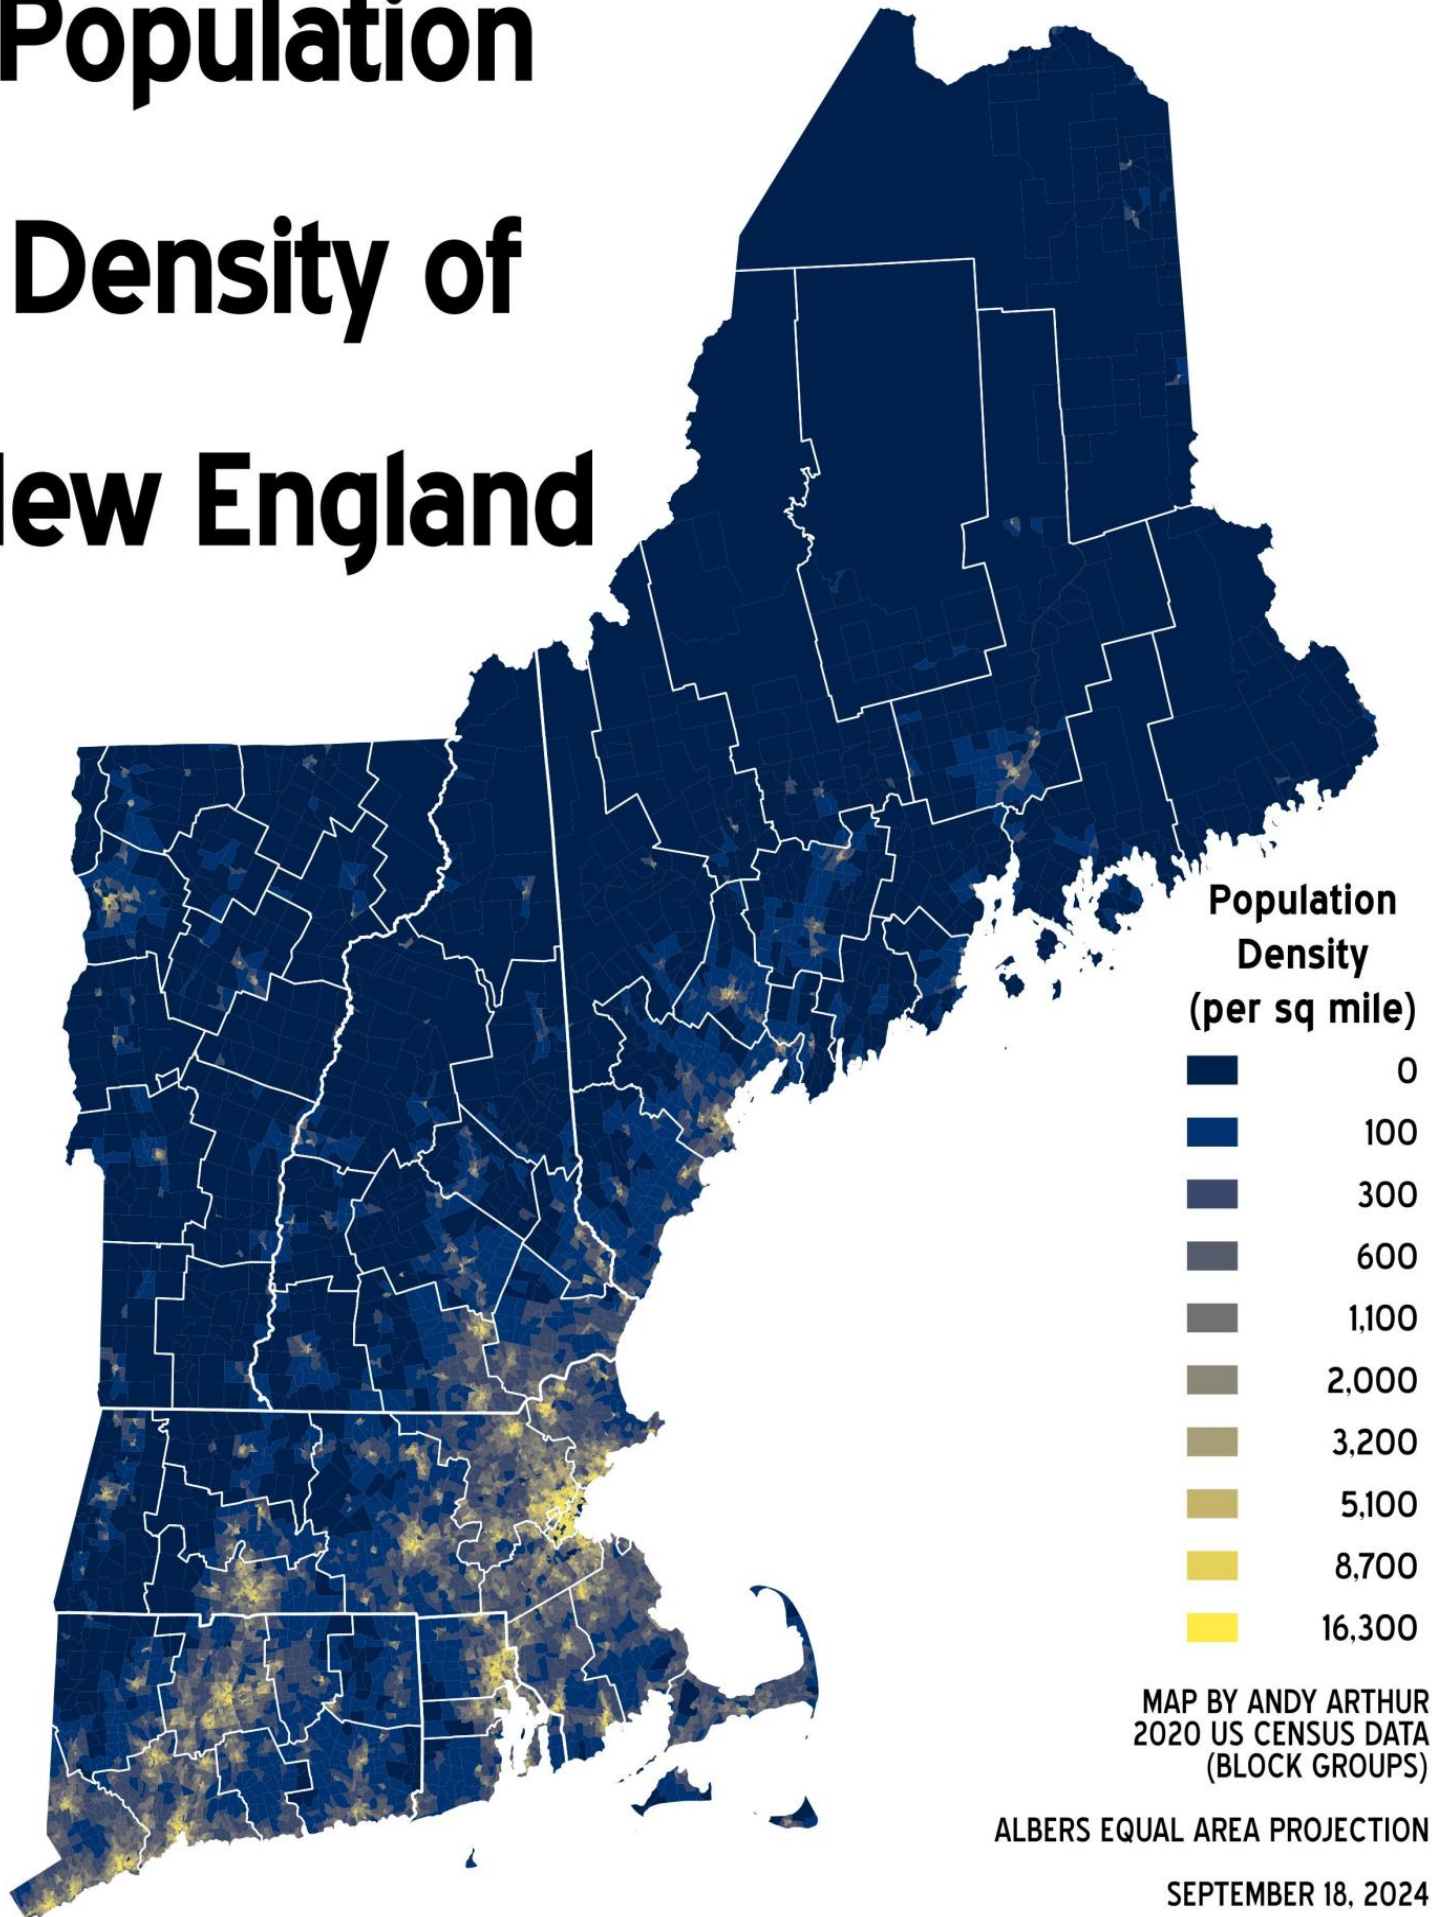 Population
Density of
ew England
Population
Density
(per sq mile)
0
100
300
600
1,100
2,000
3,200
5,100
8,700
16,300
MAP BY ANDY ARTHUR
2020 US CENSUS DATA
(BLOCK GROUPS)
ALBERS EQUAL AREA PROJECTION
SEPTEMBER 18, 2024